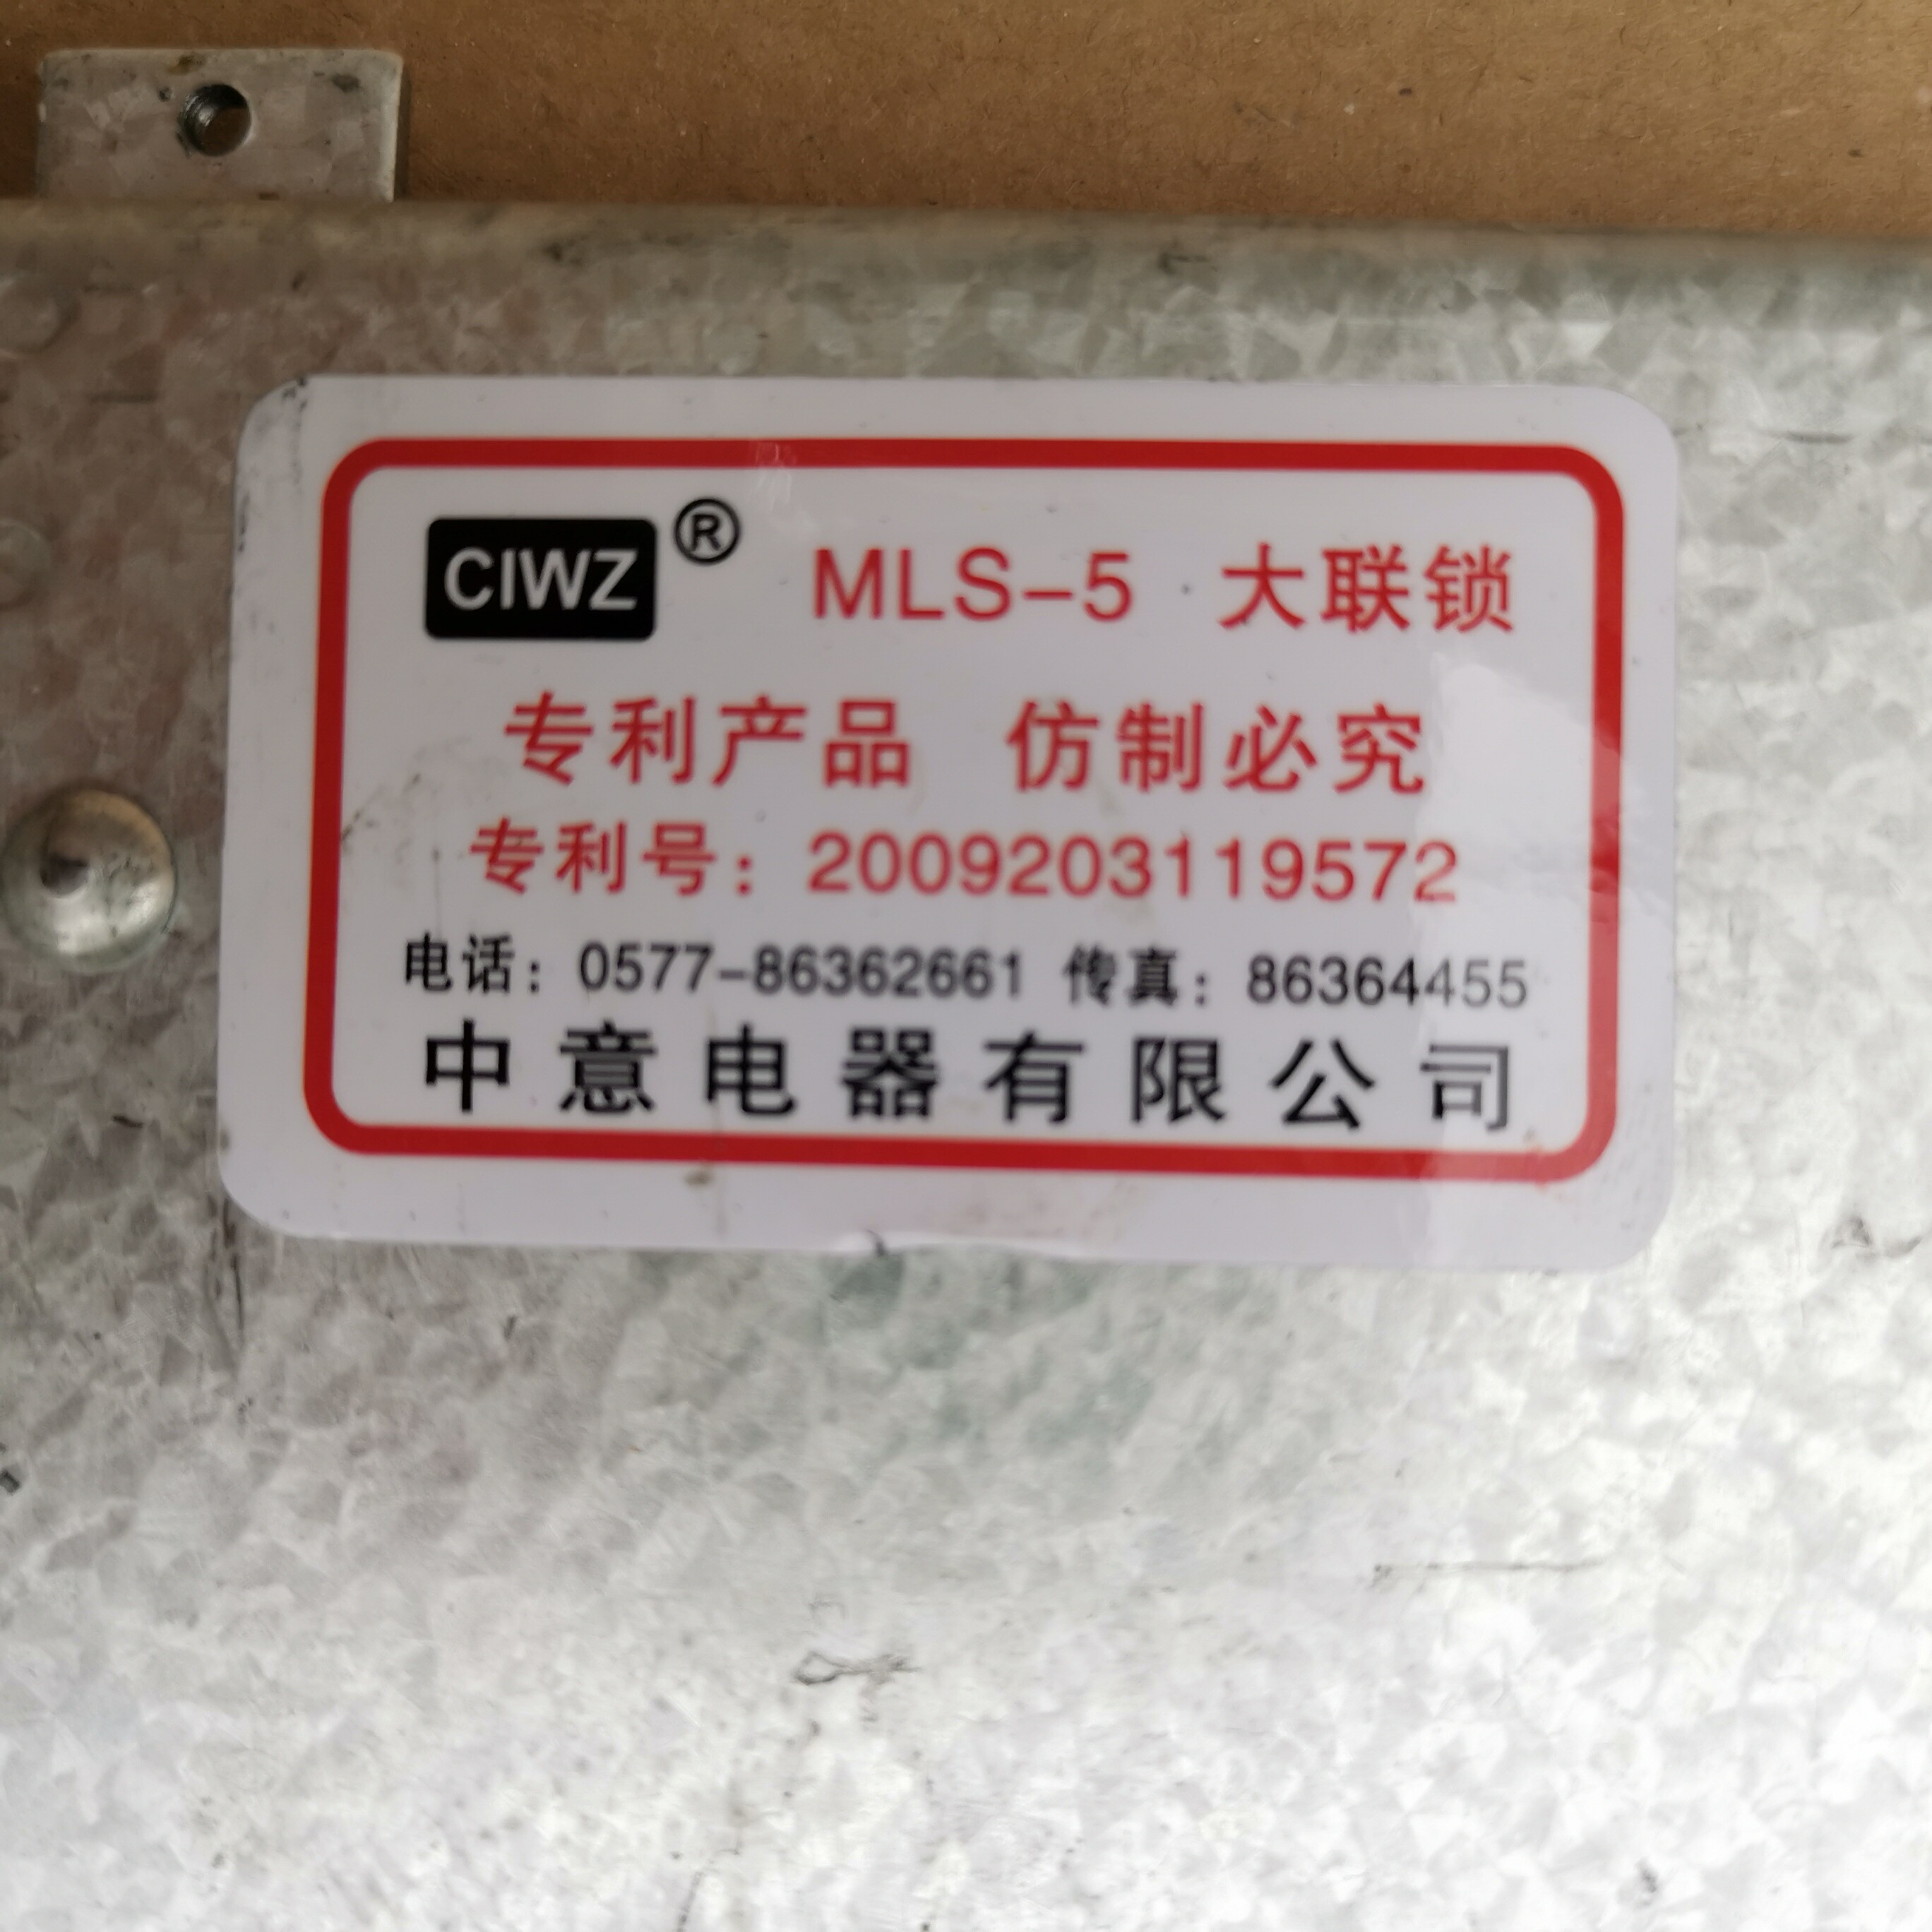 CIWZ ® MLS-5 大联锁
专利产品 仿制必究
专利号：2009203119572
电话：0577-86362661 传真：86364455
中意电器有限公司